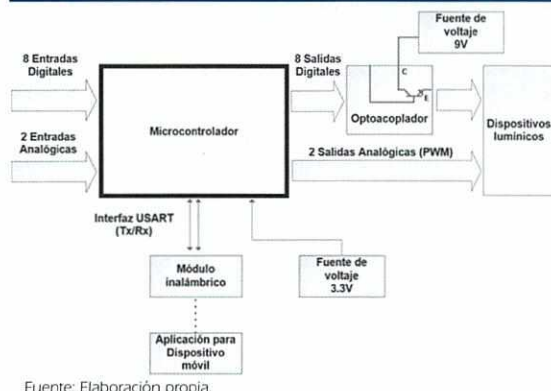 Fuente de
voltaje
9V
8 Entradas
Digitales
8 Salidas
Digitales
C
E
Optoacoplador
Dispositivos
lumínicos
Microcontrolador
2 Entradas
Analógicas
2 Salidas Analógicas (PWM)
Interfaz USART
(Tx/Rx)
Módulo
inalámbrico
Fuente de
voltaje
3.3V
Aplicación para
Dispositivo
móvil
Fuente: Elaboración propia.